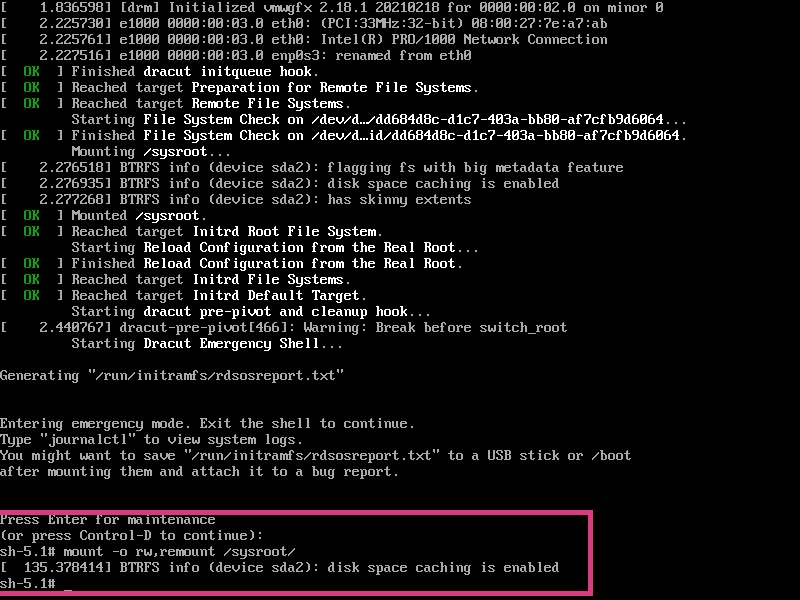 [    1.836598] [drm] Initialized vmwgfx 2.18.1 20210218 for 0000:00:02.0 on minor 0
[    2.225730] e1000 0000:00:03.0 eth0: (PCI:33MHz:32-bit) 08:00:27:7e:a7:ab
[    2.225761] e1000 0000:00:03.0 eth0: Intel(R) PRO/1000 Network Connection
[    2.227516] e1000 0000:00:03.0 enp0s3: renamed from eth0
[  OK  ] Finished dracut initqueue hook.
[  OK  ] Reached target Preparation for Remote File Systems.
[  OK  ] Reached target Remote File Systems.
         Starting File System Check on /dev/d…/dd684d8c-d1c7-403a-bb80-af7cfb9d6064...
[  OK  ] Finished File System Check on /dev/d…id/dd684d8c-d1c7-403a-bb80-af7cfb9d6064.
         Mounting /sysroot...
[    2.276518] BTRFS info (device sda2): flagging fs with big metadata feature
[    2.276935] BTRFS info (device sda2): disk space caching is enabled
[    2.277268] BTRFS info (device sda2): has skinny extents
[  OK  ] Mounted /sysroot.
[  OK  ] Reached target Initrd Root File System.
         Starting Reload Configuration from the Real Root...
[  OK  ] Finished Reload Configuration from the Real Root.
[  OK  ] Reached target Initrd File Systems.
[  OK  ] Reached target Initrd Default Target.
         Starting dracut pre-pivot and cleanup hook...
[    2.440767] dracut-pre-pivot[466]: Warning: Break before switch_root
         Starting Dracut Emergency Shell...
Generating "/run/initramfs/rdsosreport.txt"
Entering emergency mode. Exit the shell to continue.
Type "journalctl" to view system logs.
You might want to save "/run/initramfs/rdsosreport.txt" to a USB stick or /boot
after mounting them and attach it to a bug report.
Press Enter for maintenance
(or press Control-D to continue):
sh-5.1# mount -o rw,remount /sysroot/
[  135.378414] BTRFS info (device sda2): disk space caching is enabled
sh-5.1# _